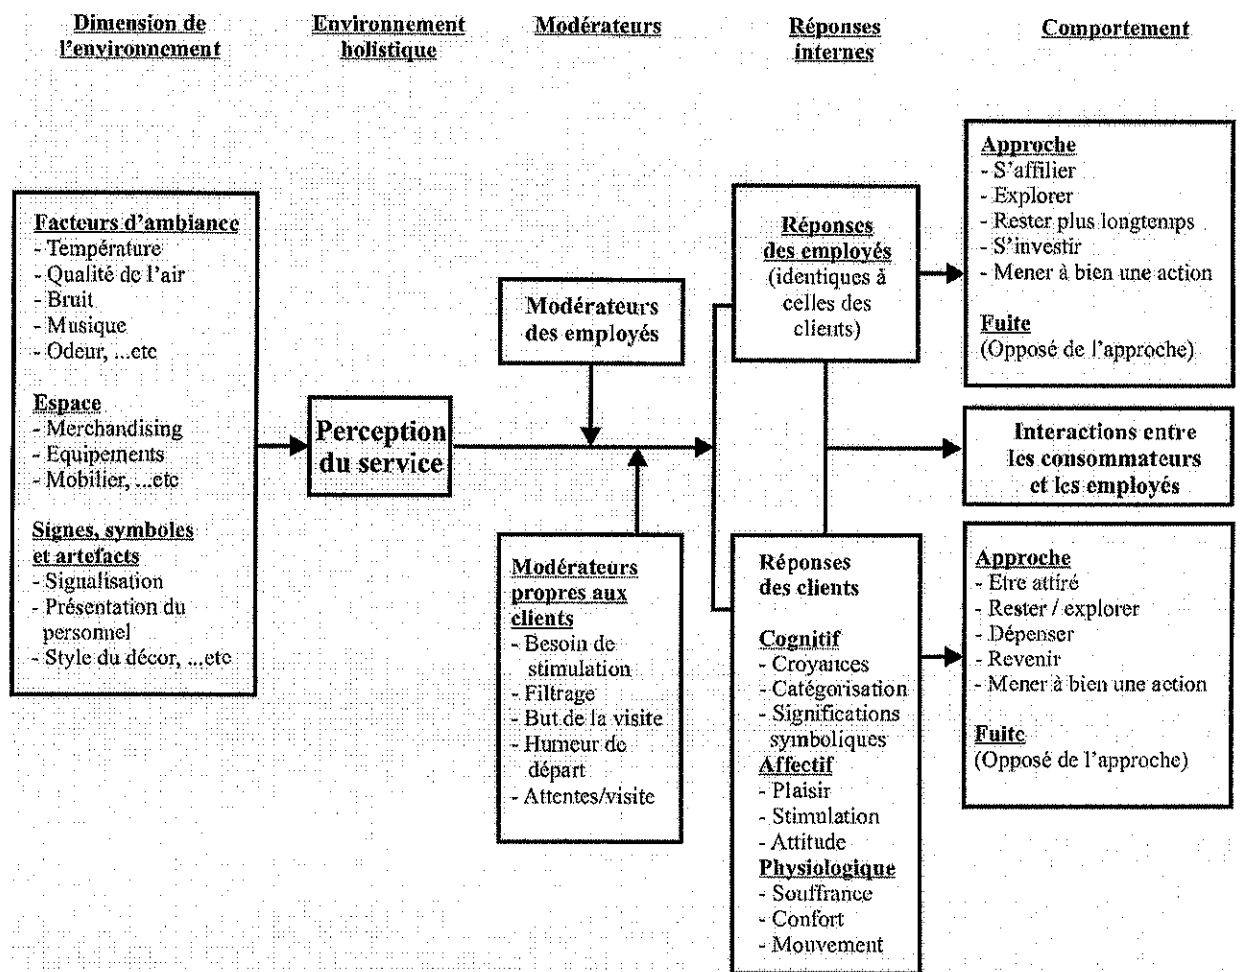 Dimension de
l'environnement
Environnement
holistique
Modérateurs
Réponses
internes
Comportement
Facteurs d'ambiance
- Température
- Qualité de l'air
- Bruit
- Musique
- Odeur, ...etc
Espace
- Merchandising
- Equipements
- Mobilier, ...etc
Signes, symboles
et artefacts
- Signalisation
- Présentation du
personnel
- Style du décor, ...etc
Perception
du service
Modérateurs
des employés
Modérateurs
propres aux
clients
- Besoin de
stimulation
- Filtrage
- But de la visite
- Humeur de
départ
- Attentes/visite
Réponses
des employés
(identiques à
celles des
clients)
Réponses
des clients
Cognitif
- Croyances
- Catégorisation
- Significations
symboliques
Affectif
- Plaisir
- Stimulation
- Attitude
Physiologique
- Souffrance
- Confort
- Mouvement
Approche
- S'affilier
- Explorer
- Rester plus longtemps
- S'investir
- Mener à bien une action
Fuite
(Opposé de l'approche)
Interactions entre
les consommateurs
et les employés
Approche
- Etre attiré
- Rester / explorer
- Dépenser
- Revenir
- Mener à bien une action
Fuite
(Opposé de l'approche)